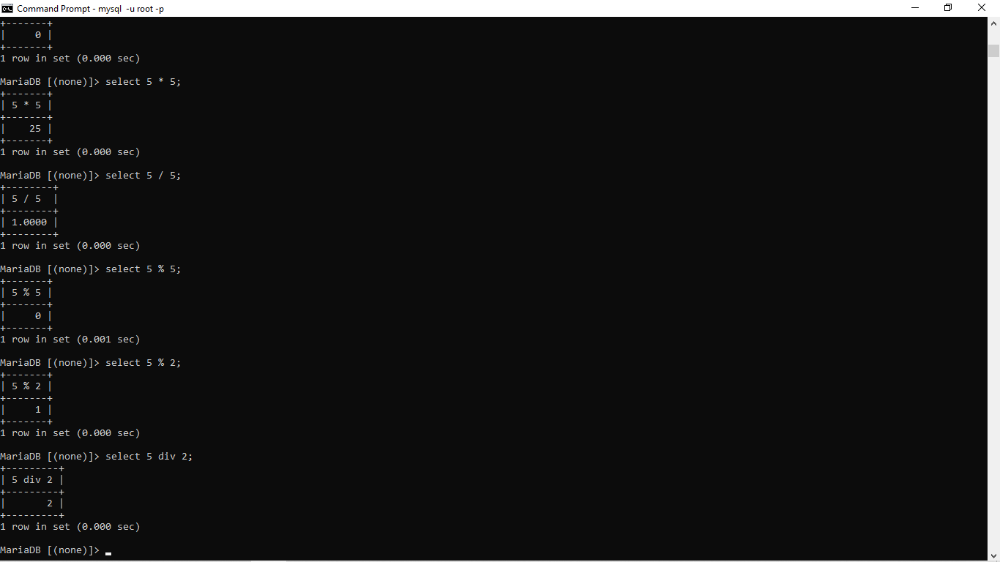 Command Prompt - mysql  -u root -p
+-------+
|     0 |
+-------+
1 row in set (0.000 sec)
MariaDB [(none)]> select 5 * 5;
+-------+
| 5 * 5 |
+-------+
|    25 |
+-------+
1 row in set (0.000 sec)
MariaDB [(none)]> select 5 / 5;
+--------+
| 5 / 5  |
+--------+
| 1.0000 |
+--------+
1 row in set (0.000 sec)
MariaDB [(none)]> select 5 % 5;
+-------+
| 5 % 5 |
+-------+
|     0 |
+-------+
1 row in set (0.001 sec)
MariaDB [(none)]> select 5 % 2;
+-------+
| 5 % 2 |
+-------+
|     1 |
+-------+
1 row in set (0.000 sec)
MariaDB [(none)]> select 5 div 2;
+---------+
| 5 div 2 |
+---------+
|       2 |
+---------+
1 row in set (0.000 sec)
MariaDB [(none)]> _